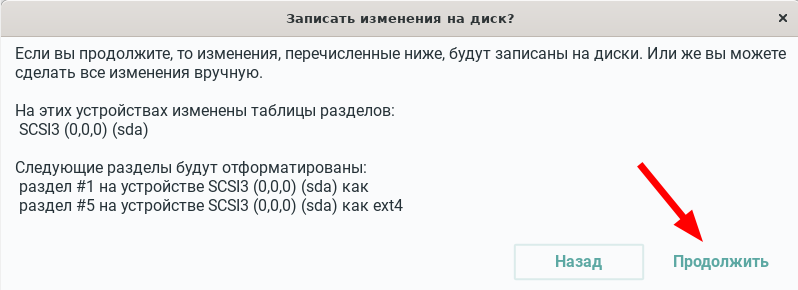 Записать изменения на диск?
Если вы продолжите, то изменения, перечисленные ниже, будут записаны на диски. Или же вы можете
сделать все изменения вручную.
На этих устройствах изменены таблицы разделов:
SCSI3 (0,0,0) (sda)
Следующие разделы будут отформатированы:
раздел #1 на устройстве SCSI3 (0,0,0) (sda) как
раздел #5 на устройстве SCSI3 (0,0,0) (sda) как ext4
Назад
Продолжить